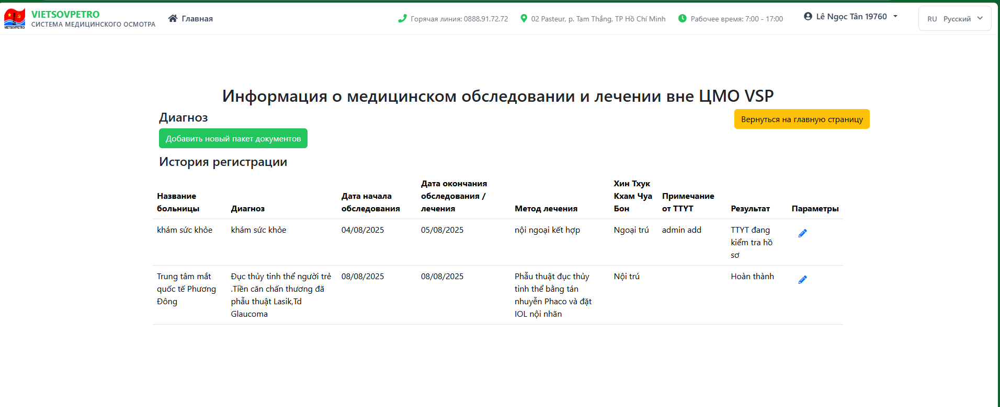 VIETSOVPETRO
СИСТЕМА МЕДИЦИНСКОГО ОСМОТРА
Главная
Горячая линия: 0888.91.72.72
02 Pasteur, p. Tam Thắng, TP Hồ Chí Minh
Рабочее время: 7:00 - 17:00
Lê Ngọc Tân 19760
RU Русский
VIETSOVPETRO
Информация о медицинском обследовании и лечении вне ЦМО VSP
Диагноз
Вернуться на главную страницу
Добавить новый пакет документов
История регистрации
Название
больницы
Диагноз
Дата начала
обследования
Дата окончания
обследования /
лечения
Метод лечения
Хин Тхук
Кхам Чуа
Бон
Примечание
от TTYT
Результат
Параметры
khám sức khỏe
khám sức khỏe
04/08/2025
05/08/2025
nội ngoại kết hợp
Ngoại trú
admin add
TTYT đang
kiểm tra hồ
sơ
Trung tâm mắt
quốc tế Phương
Đông
Đục thủy tinh thể người trẻ
.Tiền căn chấn thương đã
phẫu thuật Lasik,Td
Glaucoma
08/08/2025
08/08/2025
Phẫu thuật đục thủy
tinh thể bằng tán
nhuyễn Phaco và đặt
IOL nội nhãn
Nội trú
Hoàn thành